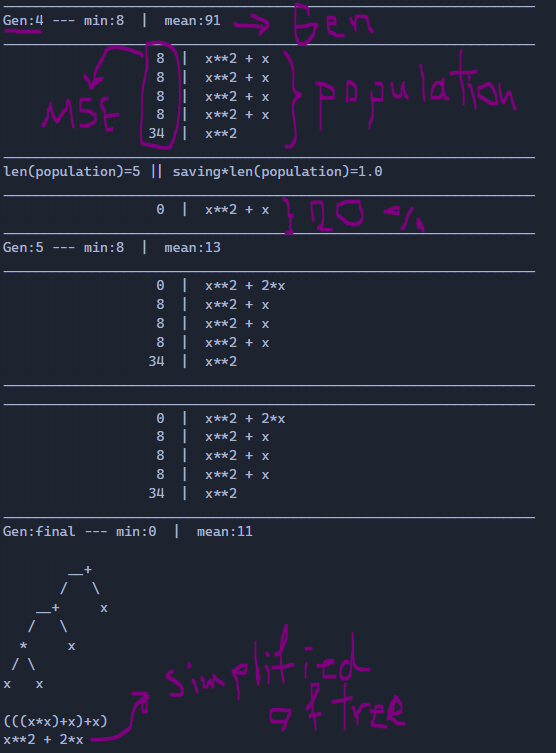 Gen:4 --- min:8 | mean:91 → Gen
8 | x**2 + x
8 | x**2 + x
MSE 8 | x**2 + x } population
8 | x**2 + x
34 | x**2
len(population)=5 || saving*len(population)=1.0
0 | x**2 + x } 20 %
Gen:5 --- min:8 | mean:13
0 | x**2 + 2*x
8 | x**2 + x
8 | x**2 + x
8 | x**2 + x
34 | x**2
0 | x**2 + 2*x
8 | x**2 + x
8 | x**2 + x
8 | x**2 + x
34 | x**2
Gen:final --- min:0 | mean:11
__+
/ \
__+ x
/ \
* x
/ \
x x
(((x*x)+x)+x)
x**2 + 2*x
simplified
of tree